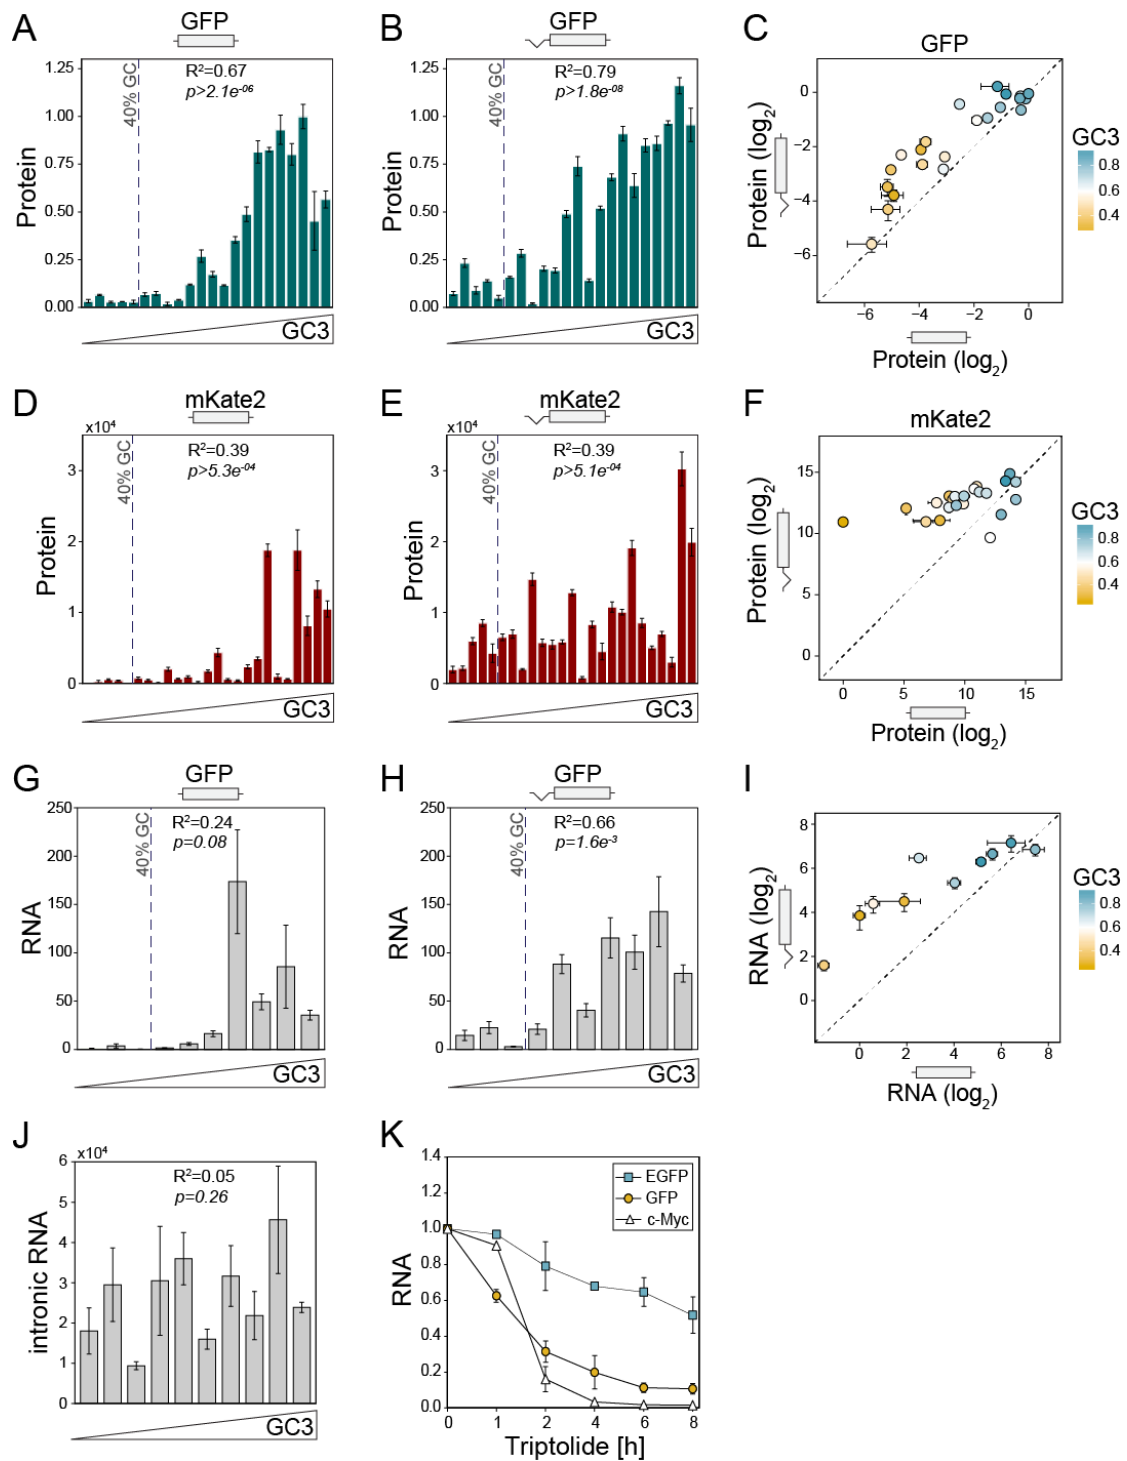 A
GFP
Protein
1.25
1.00
0.75
0.50
0.25
0.00
40% GC
R²=0.67
p>2.1e⁻⁰⁶
GC3
B
GFP
Protein
1.25
1.00
0.75
0.50
0.25
0.00
40% GC
R²=0.79
p>1.8e⁻⁰⁸
GC3
C
GFP
Protein (log₂)
0
−2
−4
−6
−6
−4
−2
0
Protein (log₂)
GC3
0.8
0.6
0.4
D
mKate2
x10⁴
Protein
3
2
1
0
40% GC
R²=0.39
p>5.3e⁻⁰⁴
GC3
E
mKate2
x10⁴
Protein
3
2
1
0
40% GC
R²=0.39
p>5.1e⁻⁰⁴
GC3
F
mKate2
Protein (log₂)
15
10
5
0
0
5
10
15
Protein (log₂)
GC3
0.8
0.6
0.4
G
GFP
RNA
250
200
150
100
50
0
40% GC
R²=0.24
p=0.08
GC3
H
GFP
RNA
250
200
150
100
50
0
40% GC
R²=0.66
p=1.6e⁻³
GC3
I
RNA (log₂)
8
6
4
2
0
0
2
4
6
8
RNA (log₂)
GC3
0.8
0.6
0.4
J
x10⁴
intronic RNA
6
5
4
3
2
1
0
R²=0.05
p=0.26
GC3
K
RNA
1.4
1.2
1.0
0.8
0.6
0.4
0.2
0.0
EGFP
GFP
c-Myc
0
1
2
4
6
8
Triptolide [h]